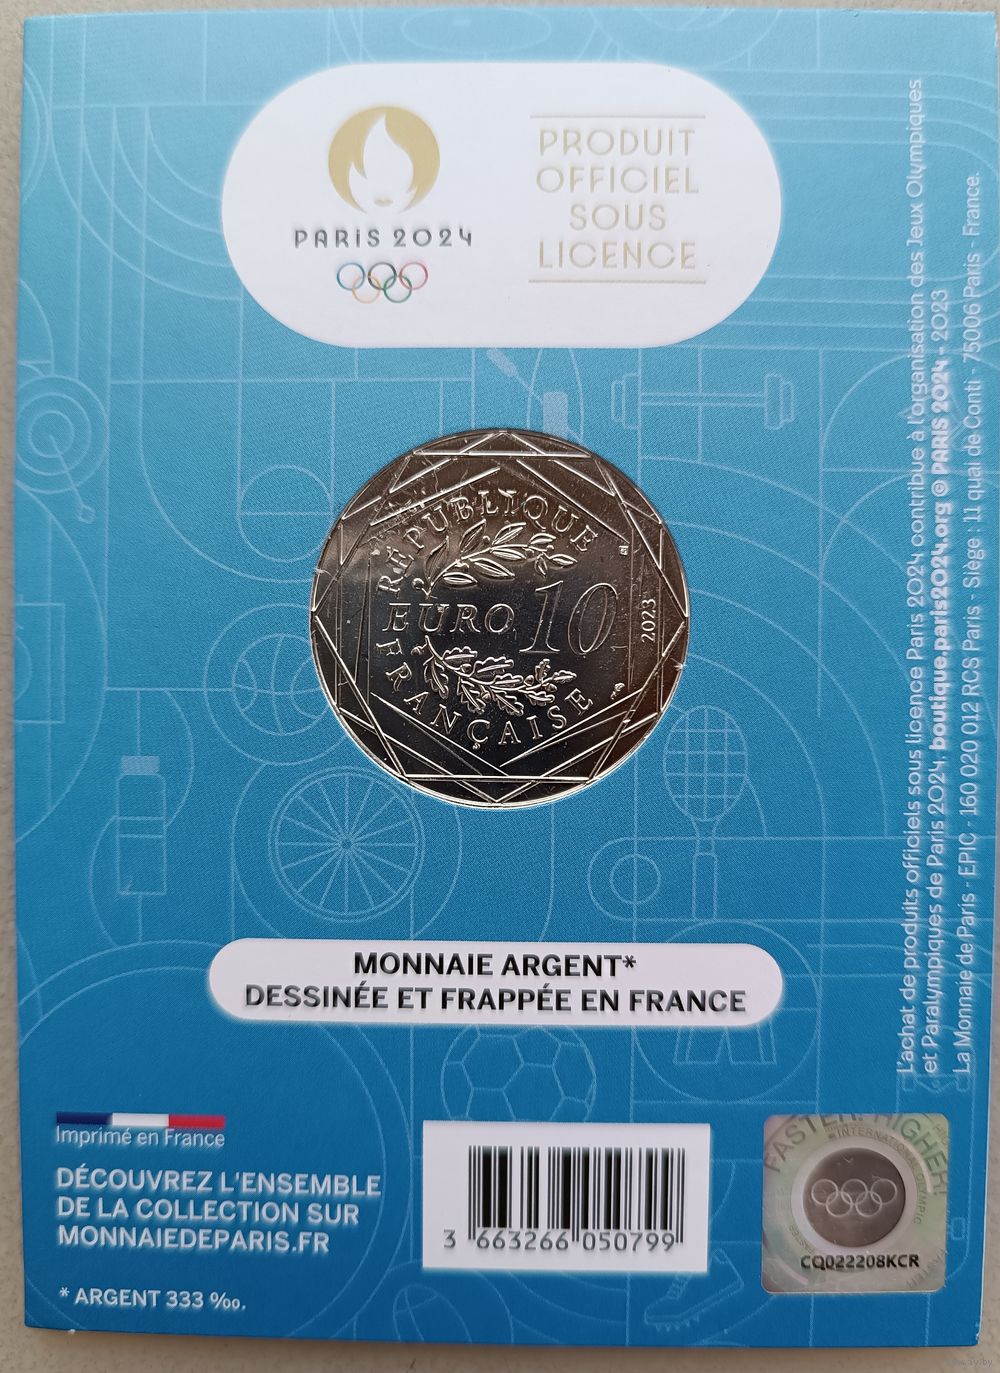 PARIS 2024
PRODUIT
OFFICIEL
SOUS
LICENCE
RÉPUBLIQUE
EURO 10
2023
FRANÇAISE
MONNAIE ARGENT*
DESSINÉE ET FRAPPÉE EN FRANCE
L'achat de produits officiels sous licence Paris 2024 contribue à l'organisation des Jeux Olympiques
et Paralympiques de Paris 2024. boutique.paris2024.org © PARIS 2024 - 2023
La Monnaie de Paris - EPIC - 160 020 012 RCS Paris - Siège : 11 quai de Conti - 75006 Paris - France.
Imprimé en France
DÉCOUVREZ L'ENSEMBLE
DE LA COLLECTION SUR
MONNAIEDEPARIS.FR
* ARGENT 333 ‰.
3 663266 050799
FASTER! HIGHER!
INTERNATIONAL OLYMPIC
CQ022208KCR